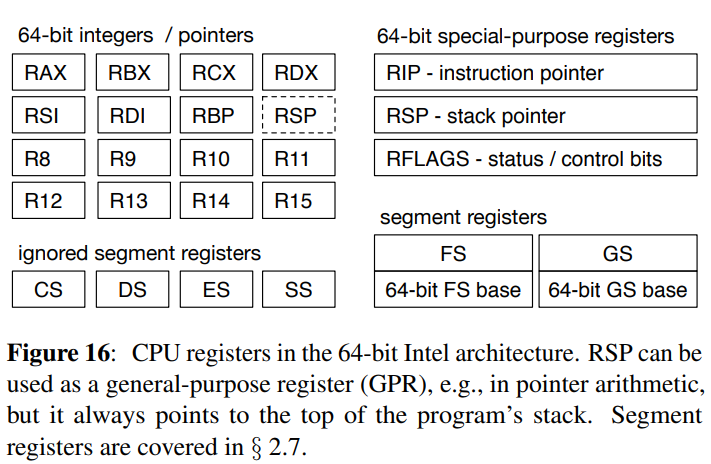 64-bit integers / pointers
RAX RBX RCX RDX
RSI RDI RBP RSP
R8 R9 R10 R11
R12 R13 R14 R15
ignored segment registers
CS DS ES SS
64-bit special-purpose registers
RIP - instruction pointer
RSP - stack pointer
RFLAGS - status / control bits
segment registers
FS GS
64-bit FS base 64-bit GS base
Figure 16: CPU registers in the 64-bit Intel architecture. RSP can be
used as a general-purpose register (GPR), e.g., in pointer arithmetic,
but it always points to the top of the program's stack. Segment
registers are covered in § 2.7.